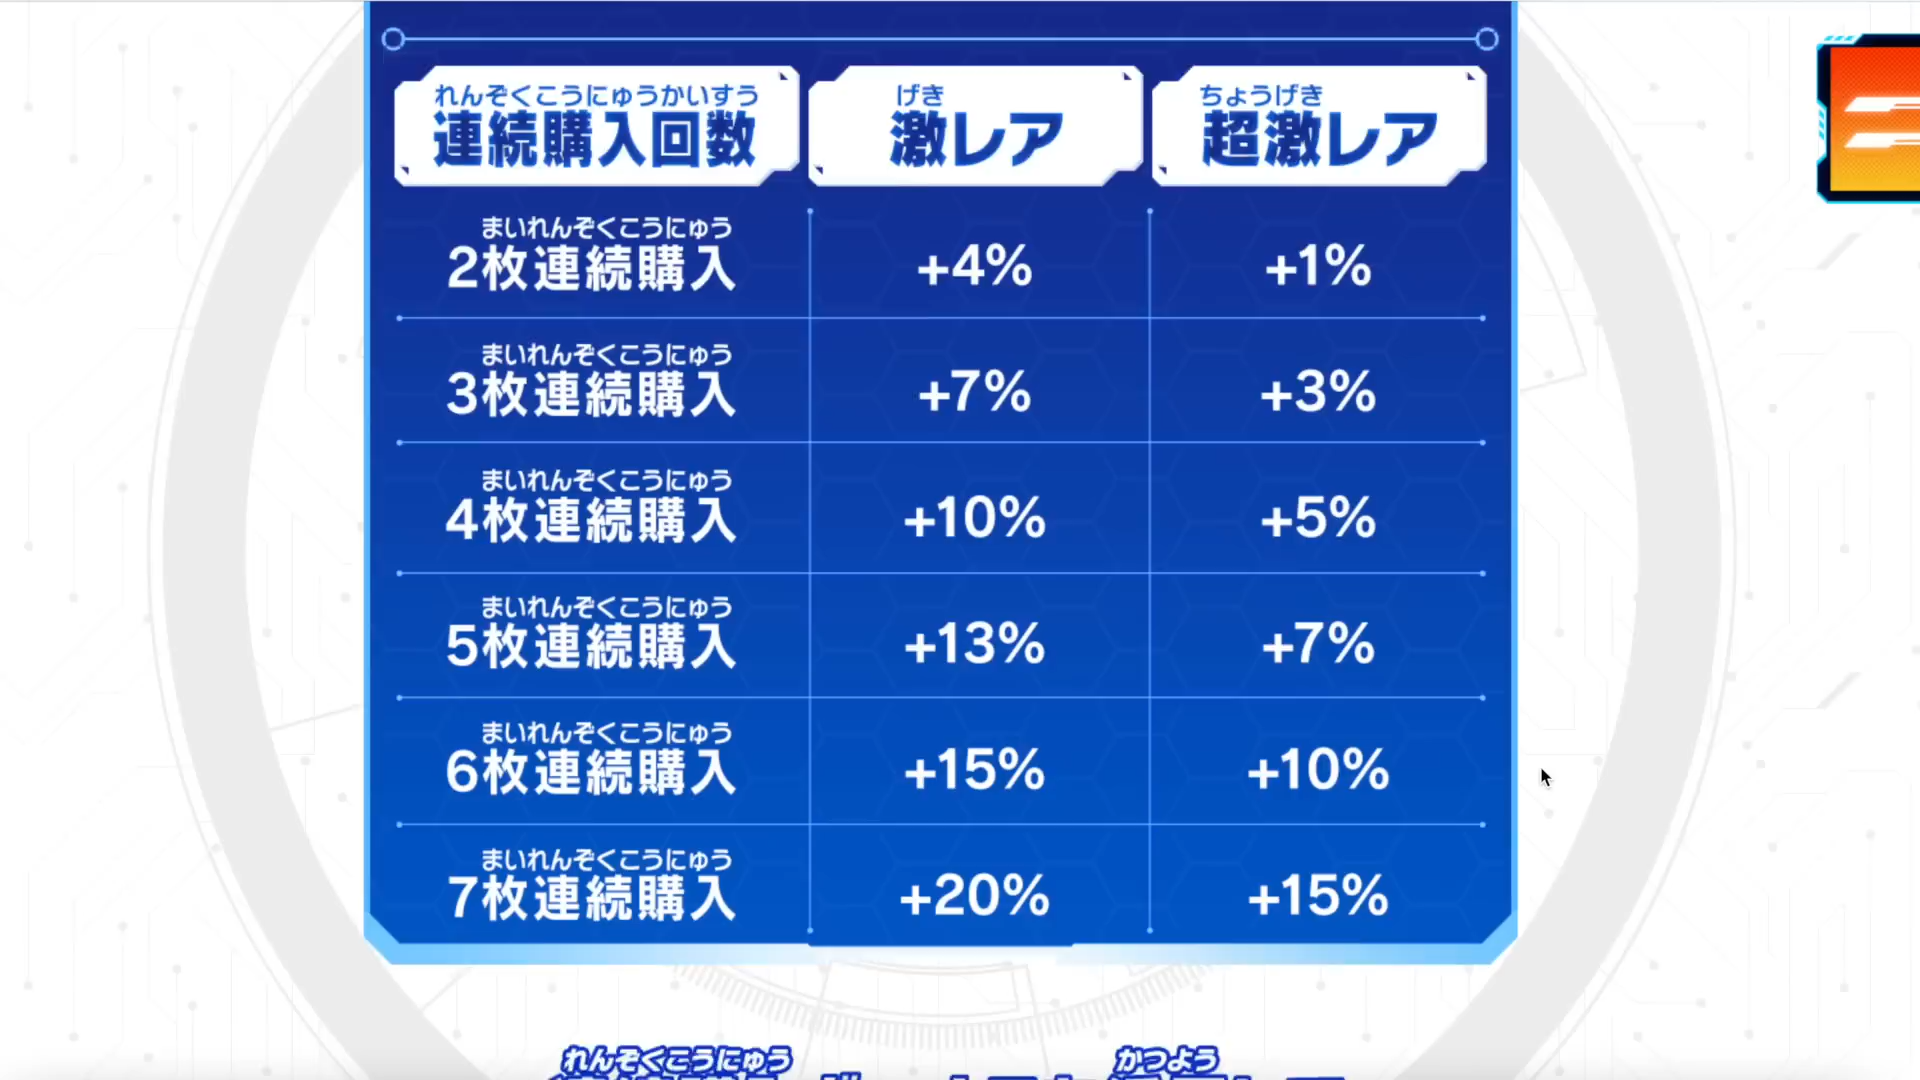 れんぞくこうにゅうかいすう
連続購入回数
げき
激レア
ちょうげき
超激レア
まいれんぞくこうにゅう
2枚連続購入
+4%
+1%
まいれんぞくこうにゅう
3枚連続購入
+7%
+3%
まいれんぞくこうにゅう
4枚連続購入
+10%
+5%
まいれんぞくこうにゅう
5枚連続購入
+13%
+7%
まいれんぞくこうにゅう
6枚連続購入
+15%
+10%
まいれんぞくこうにゅう
7枚連続購入
+20%
+15%
れんぞくこうにゅう
かつよう